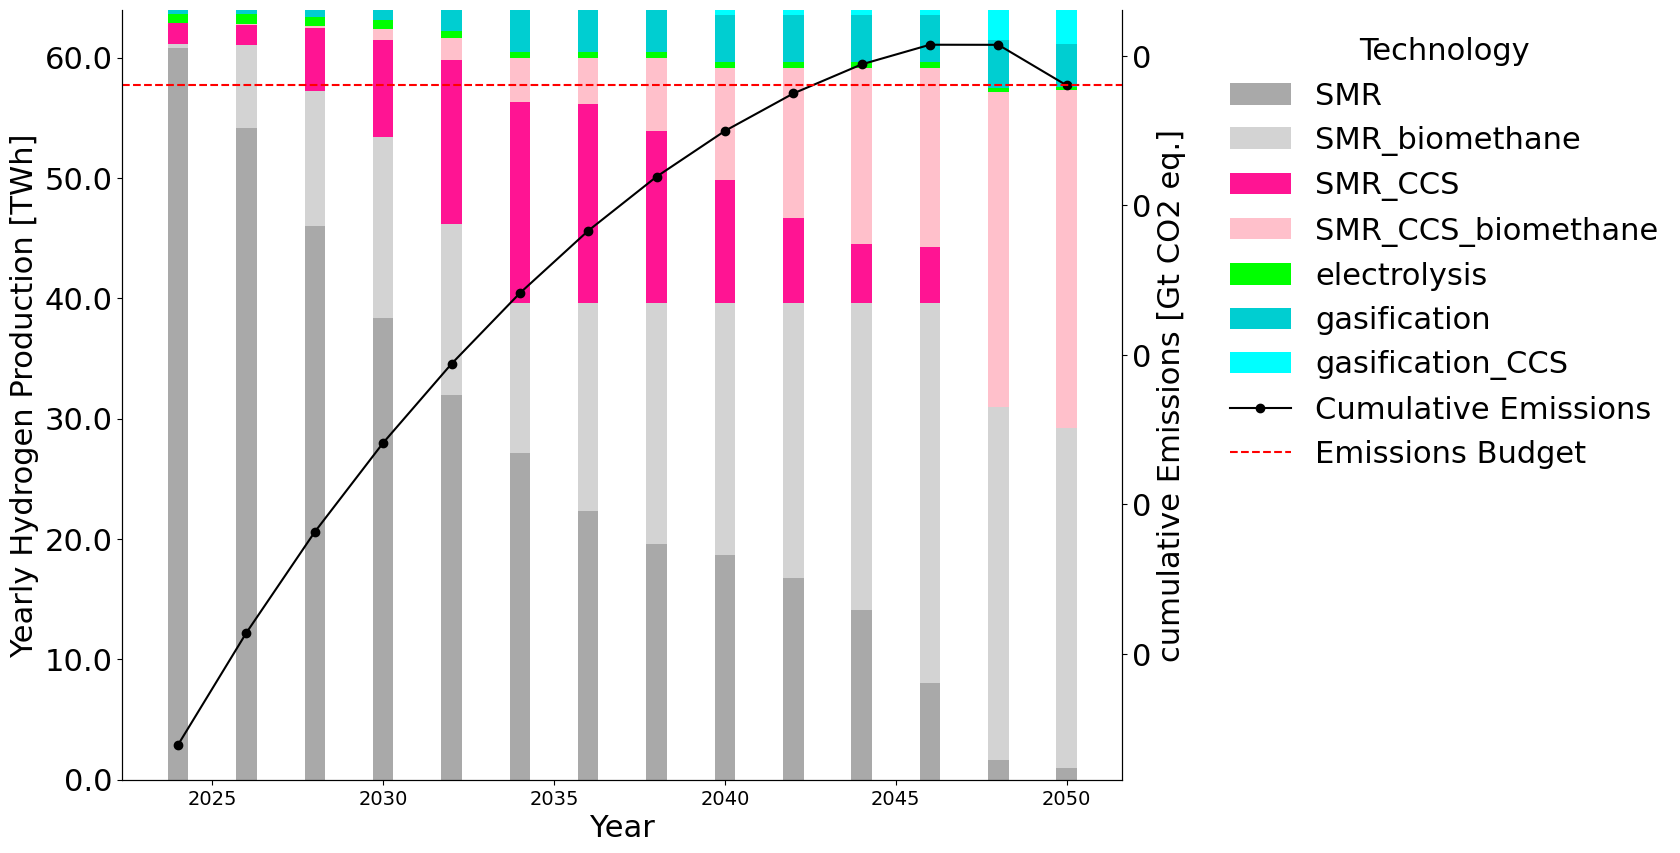 Yearly Hydrogen Production [TWh]
60.0
50.0
40.0
30.0
20.0
10.0
0.0
2025
2030
2035
2040
2045
2050
Year
0
0
0
0
0
cumulative Emissions [Gt CO2 eq.]
Technology
SMR
SMR_biomethane
SMR_CCS
SMR_CCS_biomethane
electrolysis
gasification
gasification_CCS
Cumulative Emissions
Emissions Budget